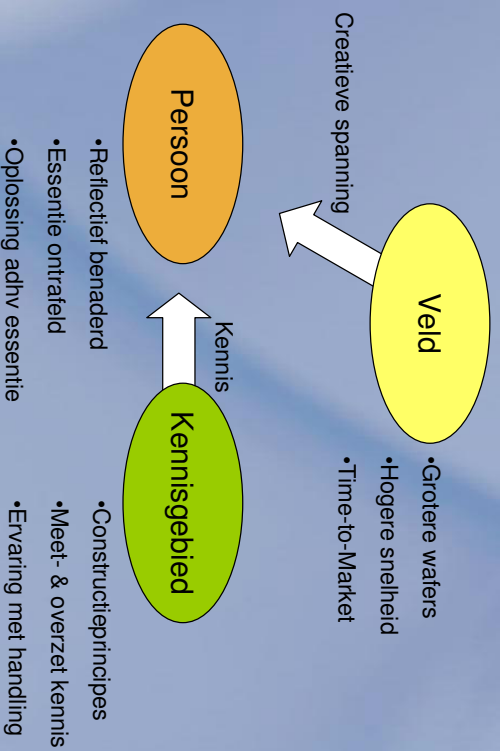 Veld
•Grotere wafers
•Hogere snelheid
•Time-to-Market
Creatieve spanning
Kennis
Persoon
Kennisgebied
•Reflectief benaderd
•Essentie ontrafeld
•Oplossing adhv essentie
•Constructieprincipes
•Meet- & overzet kennis
•Ervaring met handling